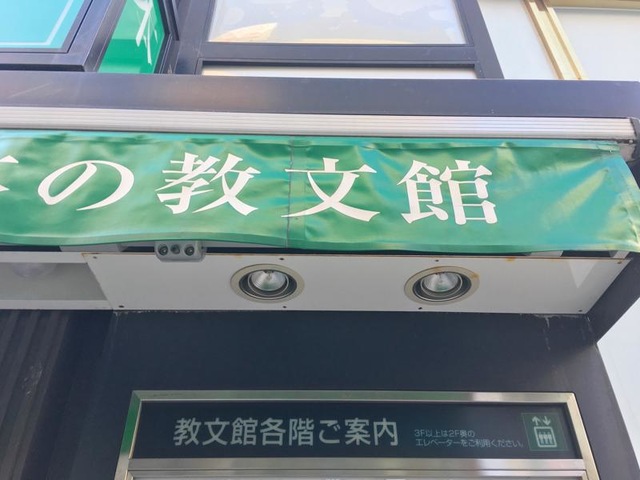 の教文館
教文館各階ご案内
3F以上は2F奥の
エレベーターをご利用ください。